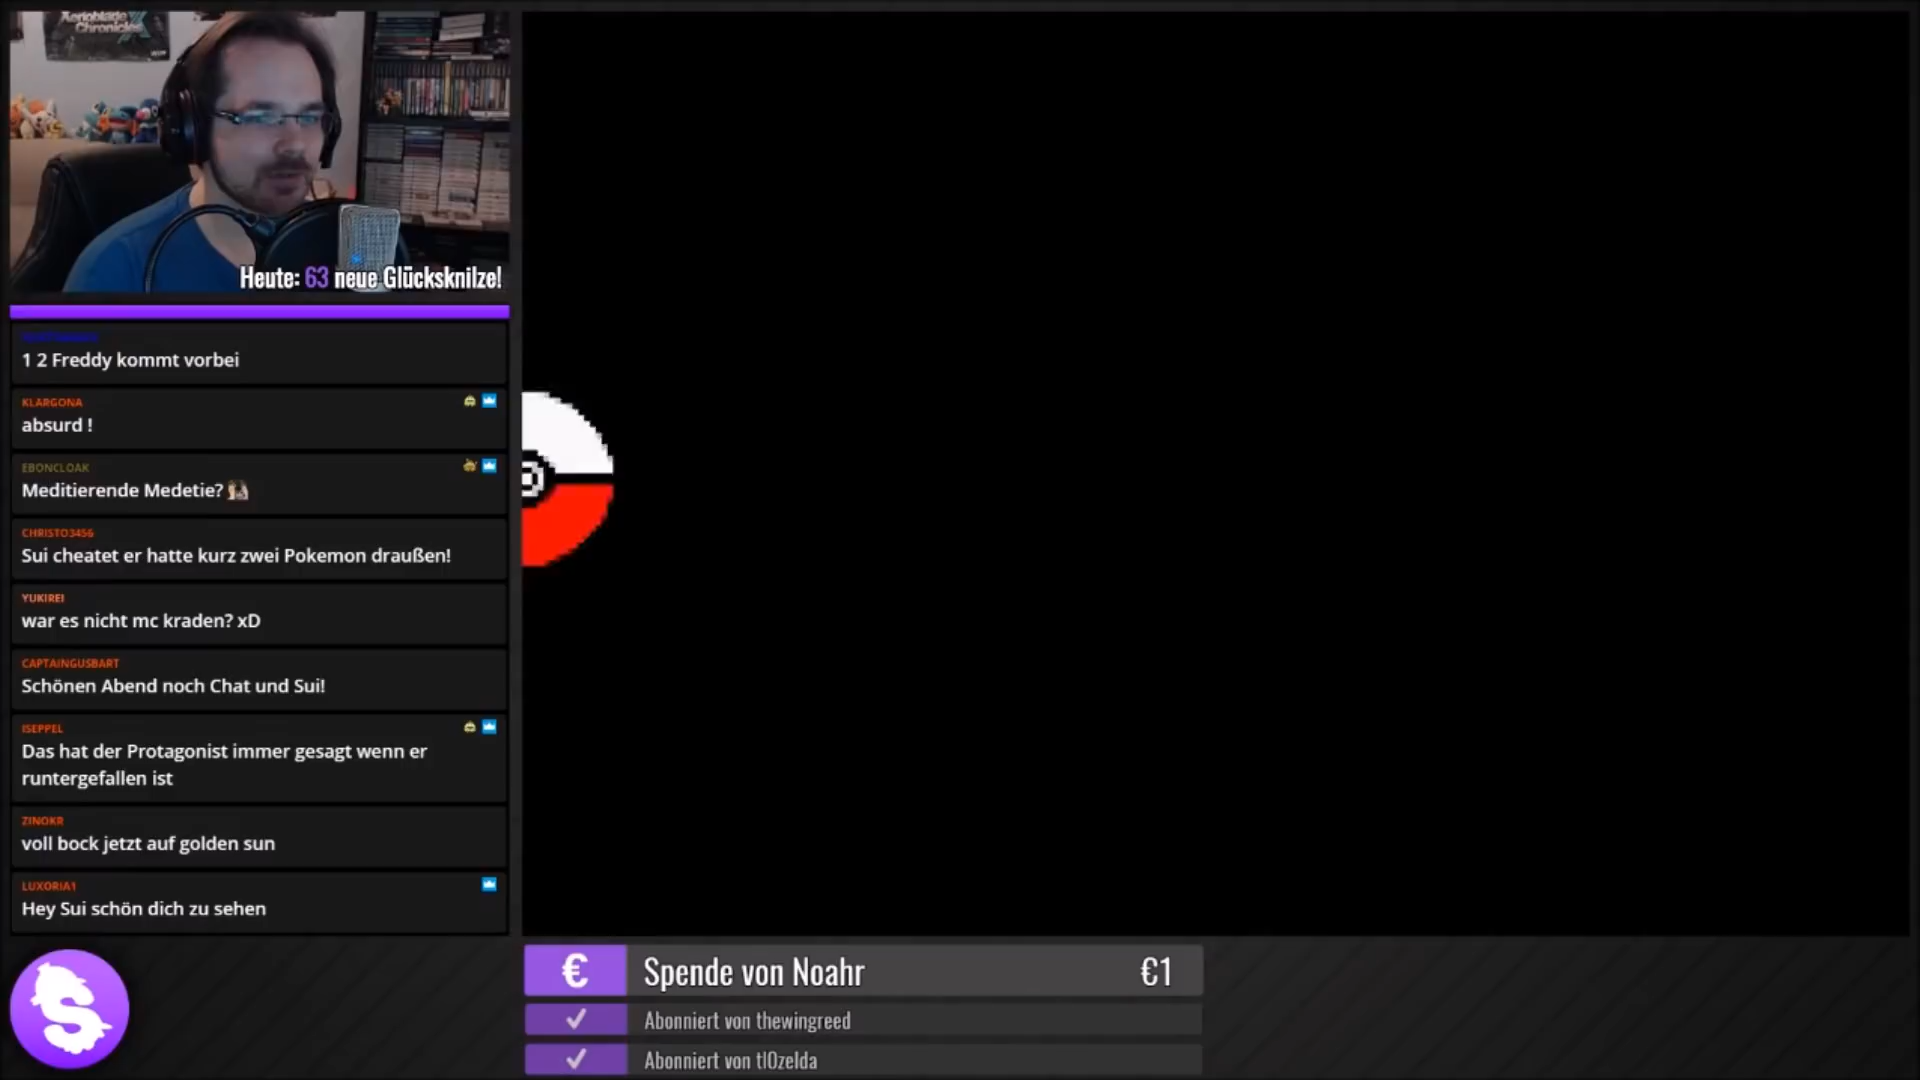 Xenoblade
Chronicles X
Heute: 63 neue Glücksknilze!
1 2 Freddy kommt vorbei
KLARGONA
absurd !
EBONCLOAK
Meditierende Medetie?
CHRISTO3456
Sui cheatet er hatte kurz zwei Pokemon draußen!
YUKIREI
war es nicht mc kraden? xD
CAPTAINGUSBART
Schönen Abend noch Chat und Sui!
ISEPPEL
Das hat der Protagonist immer gesagt wenn er
runtergefallen ist
ZINOKR
voll bock jetzt auf golden sun
LUXORIA1
Hey Sui schön dich zu sehen
S
€ Spende von Noahr €1
Abonniert von thewingreed
Abonniert von tl0zelda